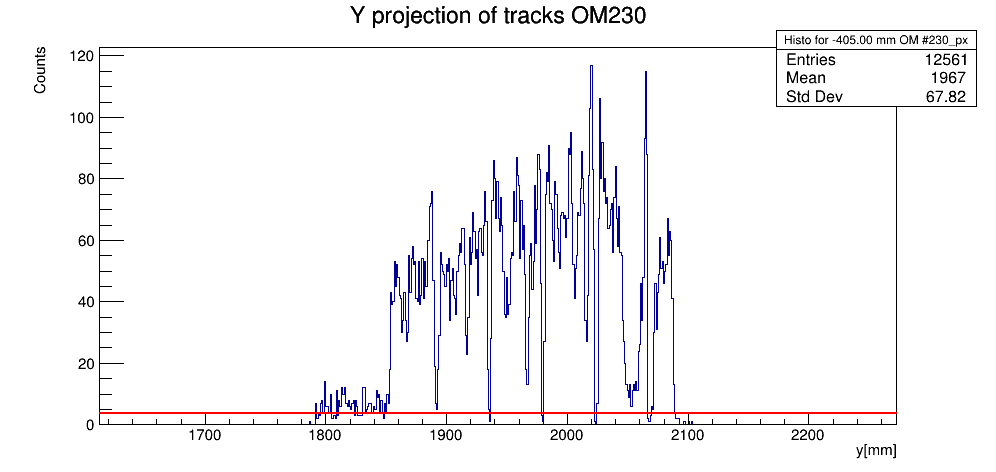 Y projection of tracks OM230
Histo for -405.00 mm OM #230_px
Entries 12561
Mean 1967
Std Dev 67.82
Counts
120
100
80
60
40
20
0
1700 1800 1900 2000 2100 2200
y[mm]